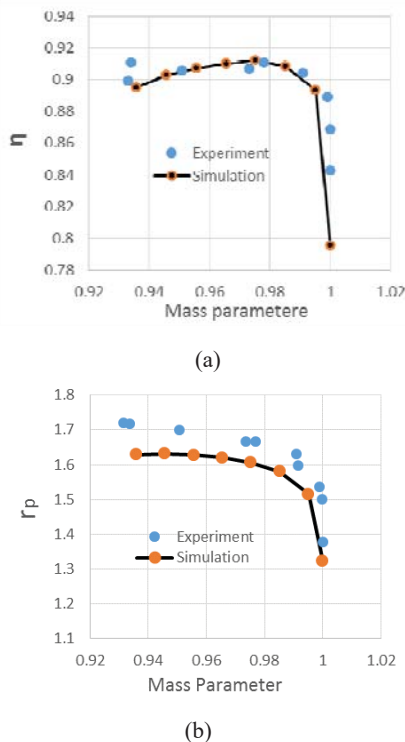 0.94
0.92
0.9
0.88
0.86
0.84
0.82
0.8
0.78
η
Experiment
Simulation
0.92 0.94 0.96 0.98 1 1.02
Mass parametere
(a)
1.8
1.7
1.6
1.5
1.4
1.3
1.2
1.1
rp
Experiment
Simulation
0.92 0.94 0.96 0.98 1 1.02
Mass Parameter
(b)